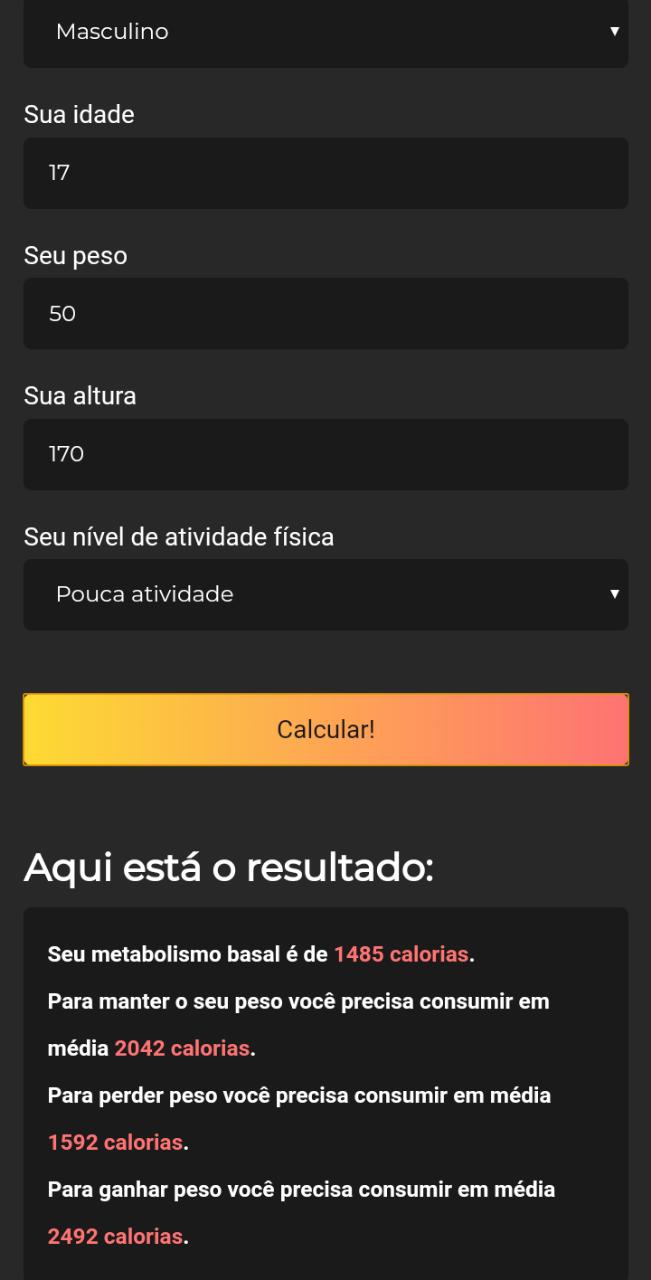 Masculino ▼
Sua idade
17
Seu peso
50
Sua altura
170
Seu nível de atividade física
Pouca atividade ▼
Calcular!
Aqui está o resultado:
Seu metabolismo basal é de 1485 calorias.
Para manter o seu peso você precisa consumir em
média 2042 calorias.
Para perder peso você precisa consumir em média
1592 calorias.
Para ganhar peso você precisa consumir em média
2492 calorias.